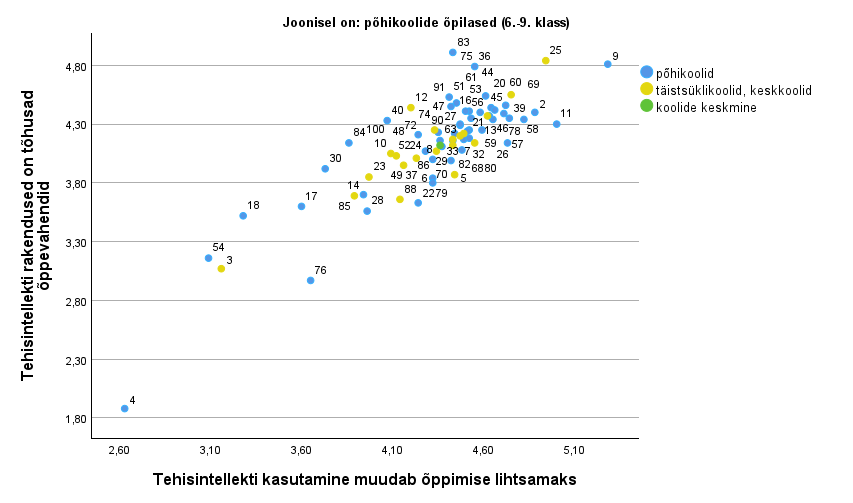 Joonisel on: põhikoolide õpilased (6.-9. klass)
põhikoolid
täistsüklikoolid, keskkoolid
koolide keskmine
Tehisintellekti rakendused on tõhusad
õppevahendid
4,80
4,30
3,80
3,30
2,80
2,30
1,80
83
75 36
25
9
61 44
91 51 53 20 60 69
12 47 16 56 45 39 2
40 74 27 21 11
84 100 48 72 90 63 13 46 78 58
10 52 24 8 33 7 59 57
30 23 86 29 32 26
49 37 6 70 82 68 80
14 88 5
17 85 28 22 79
18
54
3
76
4
2,60 3,10 3,60 4,10 4,60 5,10
Tehisintellekti kasutamine muudab õppimise lihtsamaks